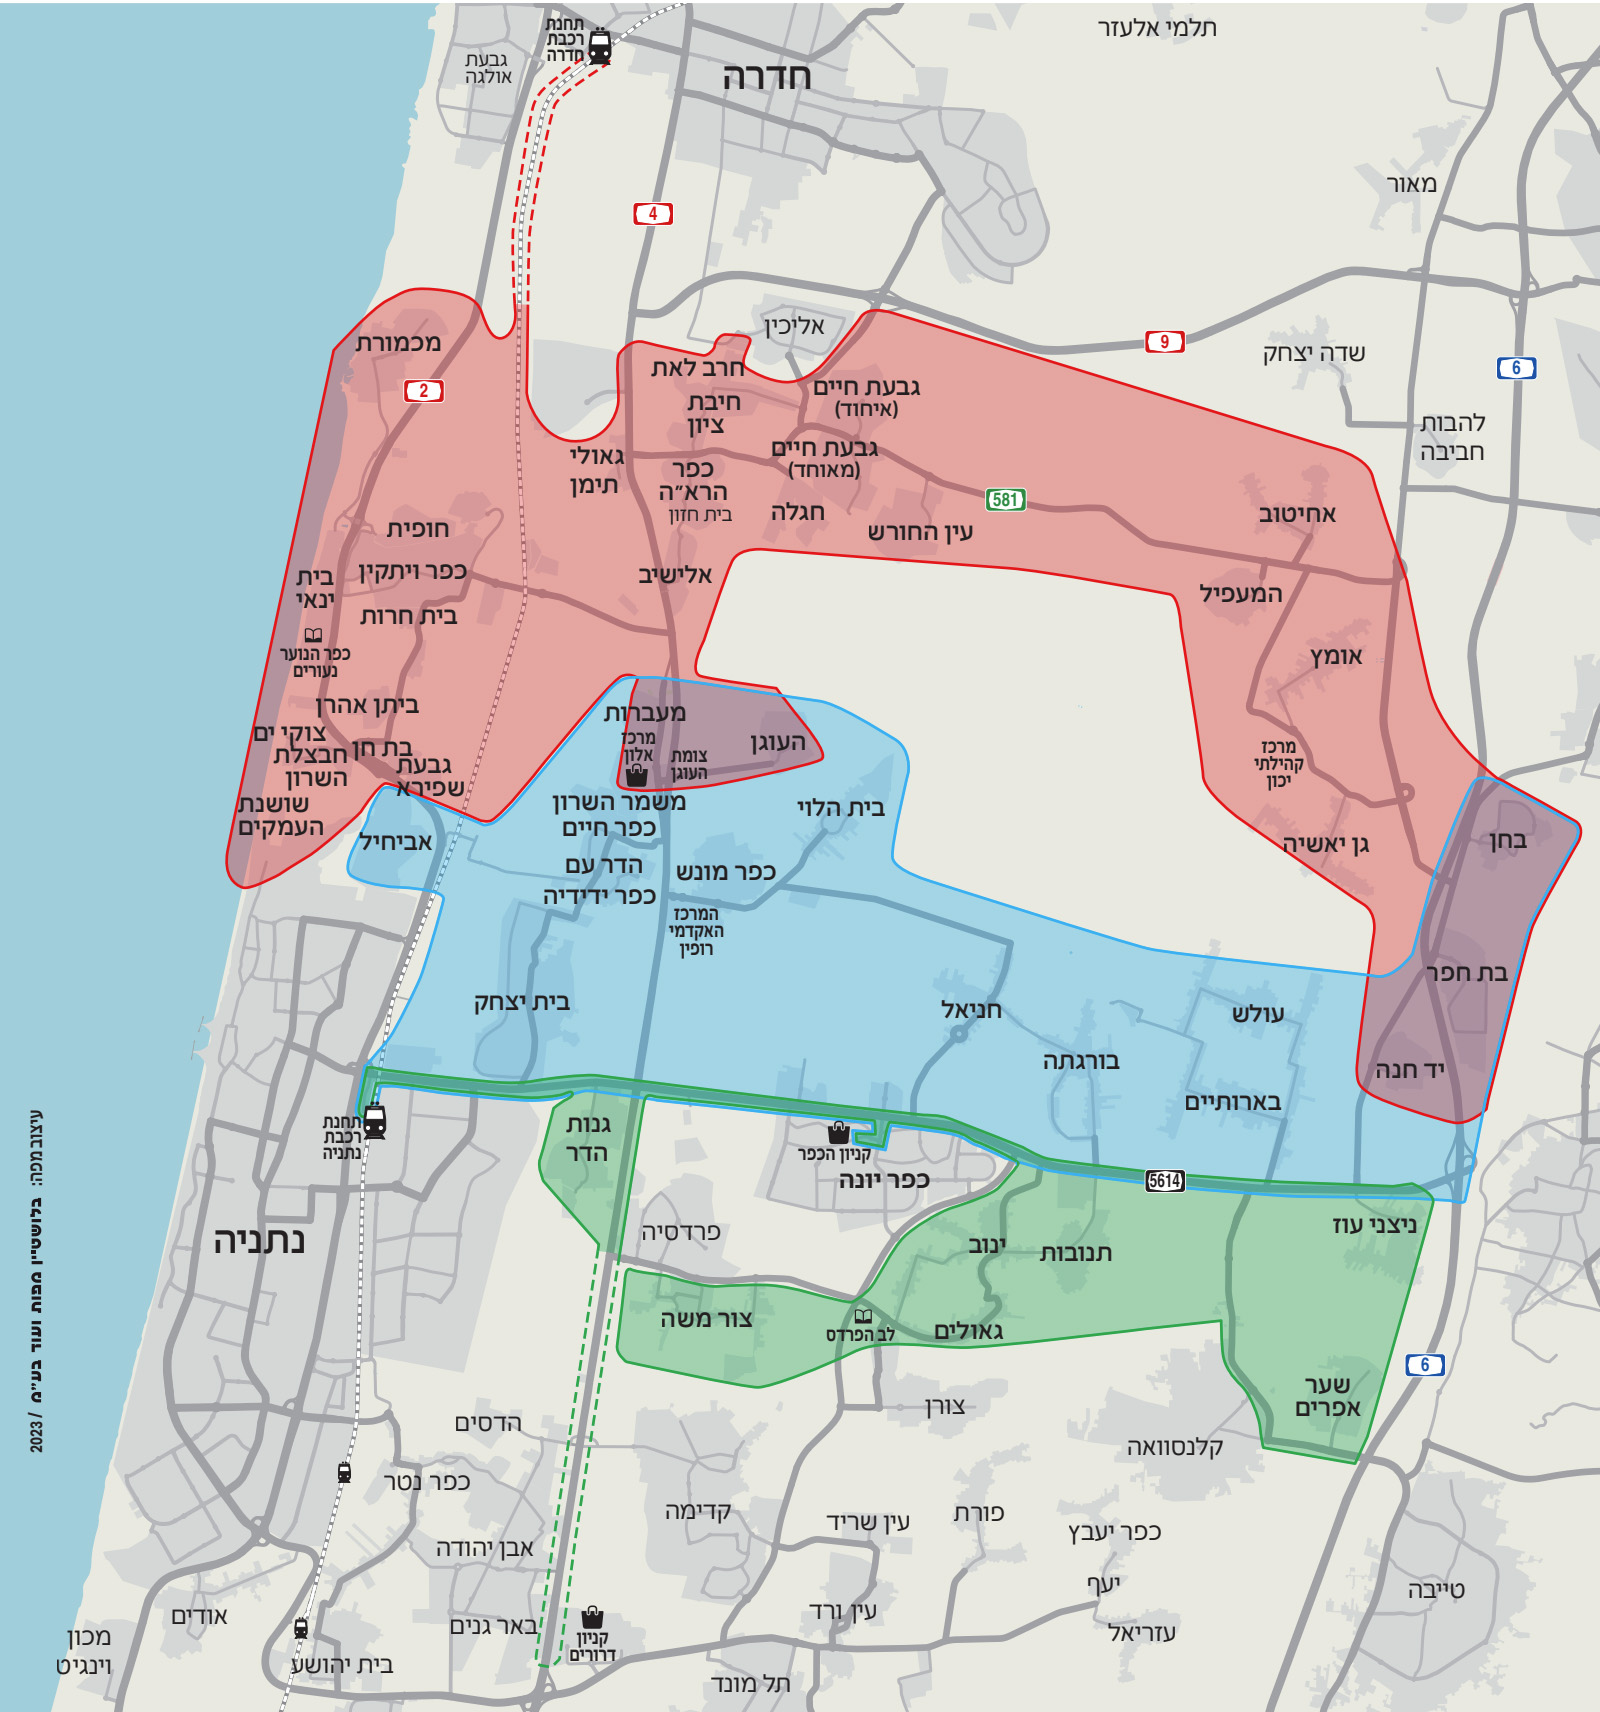 תחנת
רכבת
חדרה
גבעת
אולגה
חדרה
תלמי אלעזר
מאור
4
אליכין
9
שדה יצחק
6
להבות
חביבה
מכמורת
2
חרב לאת
חיבת
ציון
גבעת חיים
(איחוד)
גבעת חיים
(מאוחד)
גאולי
תימן
כפר
הרא״ה
בית חזון
חגלה
עין החורש
581
אחיטוב
המעפיל
אומץ
חופית
כפר ויתקין
בית
ינאי
בית חרות
אלישיב
כפר הנוער
נעורים
ביתן אהרן
צוקי ים
חבצלת
השרון
בת חן
גבעת
שפירא
שושנת
העמקים
אביחיל
מעברות
מרכז
אלון
צומת
העוגן
העוגן
מרכז
קהילתי
יכון
גן יאשיה
בחן
בת חפר
יד חנה
משמר השרון
כפר חיים
הדר עם
כפר ידידיה
בית הלוי
כפר מונש
המרכז
האקדמי
רופין
בית יצחק
חניאל
בורגתה
עולש
בארותיים
תחנת
רכבת
נתניה
גנות
הדר
קניון הכפר
כפר יונה
5614
ניצני עוז
נתניה
פרדסיה
ינוב
תנובות
צור משה
לב הפרדס
גאולים
6
שער
אפרים
הדסים
צורן
קלנסוואה
כפר נטר
קדימה
עין שריד
פורת
כפר יעבץ
אבן יהודה
יעף
טייבה
אודים
באר גנים
עין ורד
עזריאל
קניון
דרורים
מכון
וינגיט
בית יהושע
תל מונד
עיצוב מפה: בלושטיין מפות ועוד בע״מ / 2023